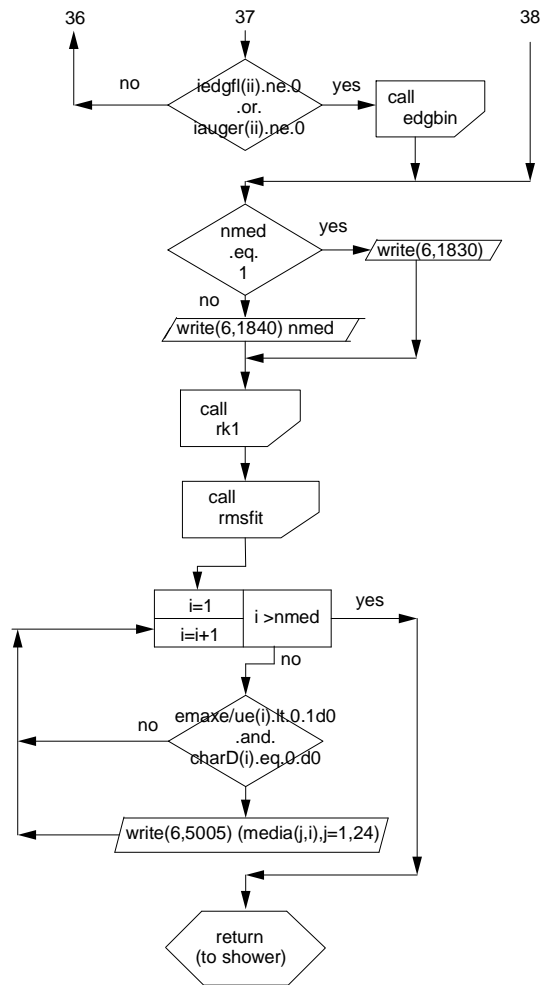 36
37
38
no
iedgfl(ii).ne.0
.or.
iauger(ii).ne.0
yes
call
edgbin
nmed
.eq.
1
yes
write(6,1830)
no
write(6,1840) nmed
call
rk1
call
rmsfit
i=1
i=i+1
i >nmed
yes
no
emaxe/ue(i).lt.0.1d0
.and.
charD(i).eq.0.d0
no
write(6,5005) (media(j,i),j=1,24)
return
(to shower)